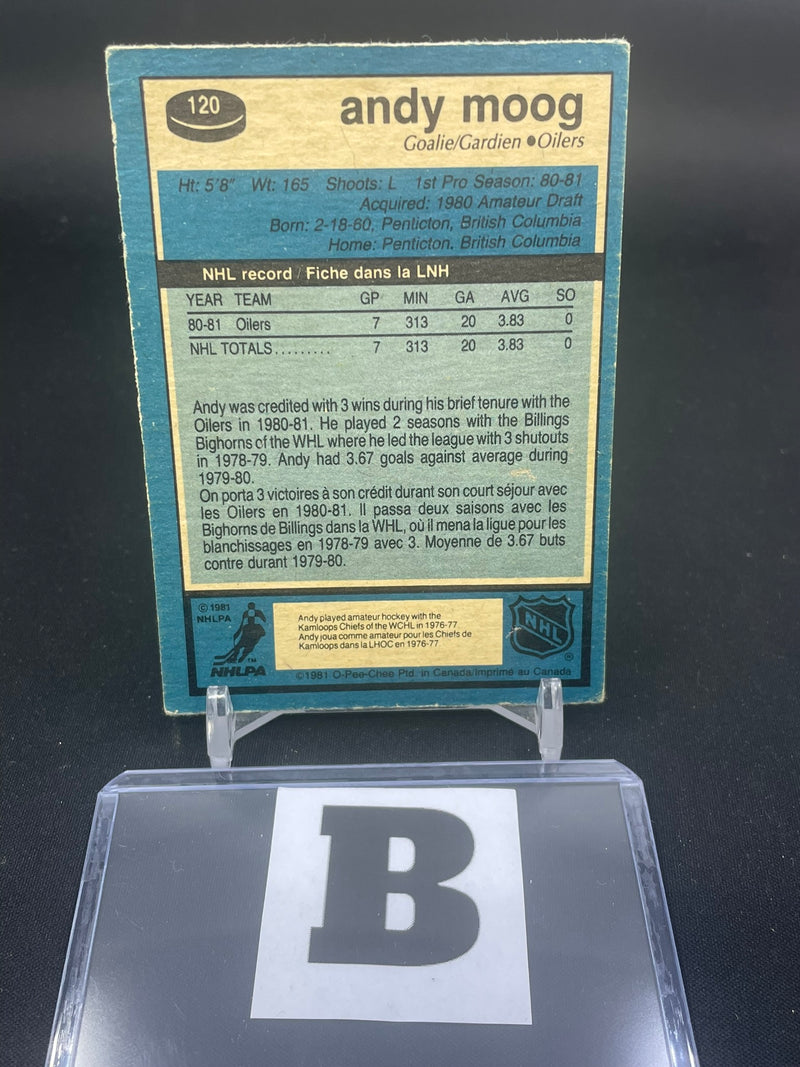 120
andy moog
Goalie/Gardien ●Oilers
Ht: 5'8" Wt: 165 Shoots: L 1st Pro Season: 80-81
Acquired: 1980 Amateur Draft
Born: 2-18-60, Penticton, British Columbia
Home: Penticton, British Columbia
NHL record / Fiche dans la LNH
YEAR TEAM GP MIN GA AVG SO
80-81 Oilers 7 313 20 3.83 0
NHL TOTALS......... 7 313 20 3.83 0
Andy was credited with 3 wins during his brief tenure with the
Oilers in 1980-81. He played 2 seasons with the Billings
Bighorns of the WHL where he led the league with 3 shutouts
in 1978-79. Andy had 3.67 goals against average during
1979-80.
On porta 3 victoires à son crédit durant son court séjour avec
les Oilers en 1980-81. Il passa deux saisons avec les
Bighorns de Billings dans la WHL, où il mena la ligue pour les
blanchissages en 1978-79 avec 3. Moyenne de 3.67 buts
contre durant 1979-80.
© 1981
NHLPA
NHLPA
TM
Andy played amateur hockey with the
Kamloops Chiefs of the WCHL in 1976-77.
Andy joua comme amateur pour les Chiefs de
Kamloops dans la LHOC en 1976-77
NHL
®
©1981 O-Pee-Chee Ptd. in Canada/Imprimé au Canada
B